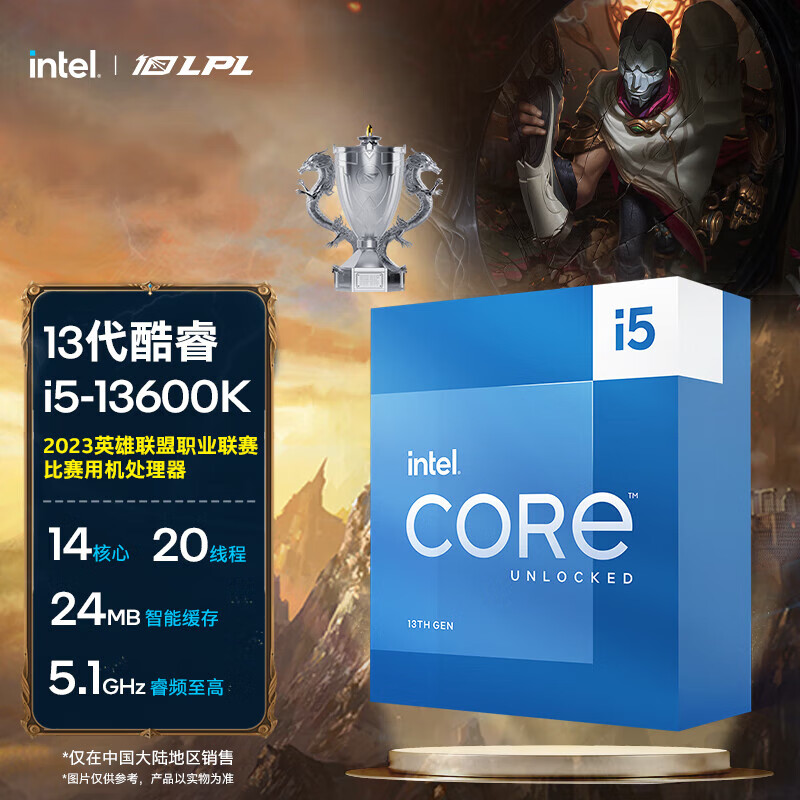 intel. | 10 LPL
13代酷睿
i5-13600K
2023英雄联盟职业联赛
比赛用机处理器
14核心 20线程
24MB 智能缓存
5.1GHz 睿频至高
*仅在中国大陆地区销售
*图片仅供参考，产品以实物为准
i5
intel.
CORE™
UNLOCKED
13TH GEN